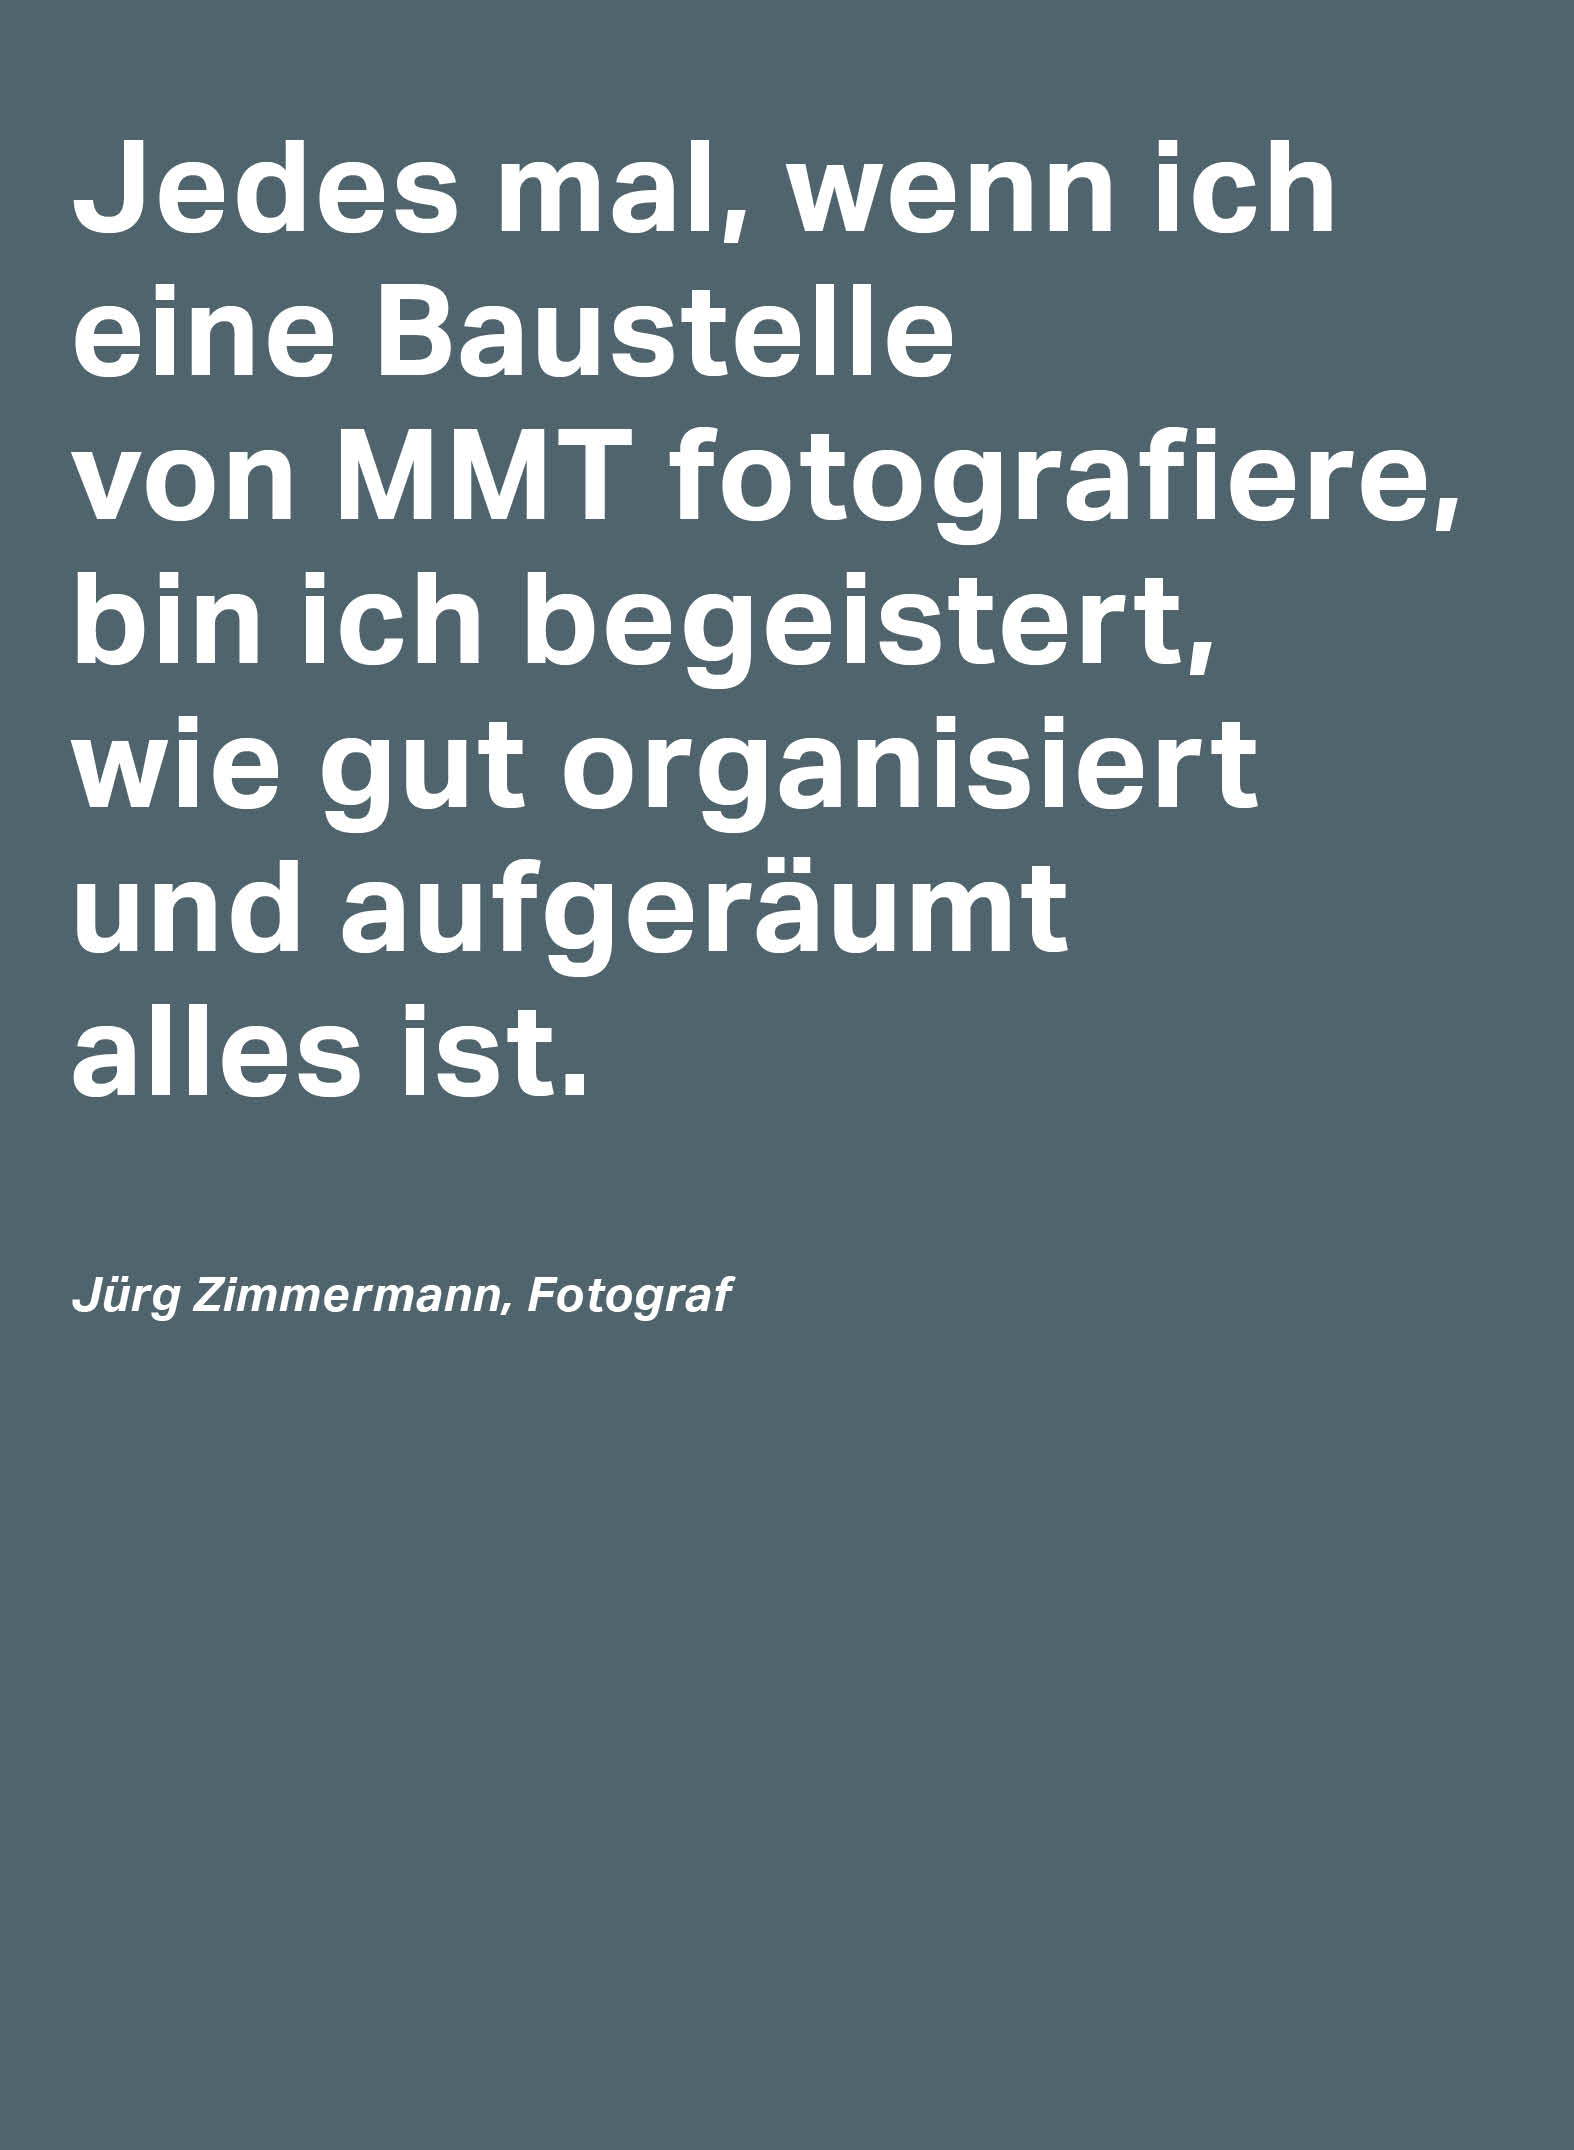 Jedes mal, wenn ich
eine Baustelle
von MMT fotografiere,
bin ich begeistert,
wie gut organisiert
und aufgeräumt
alles ist.
Jürg Zimmermann, Fotograf